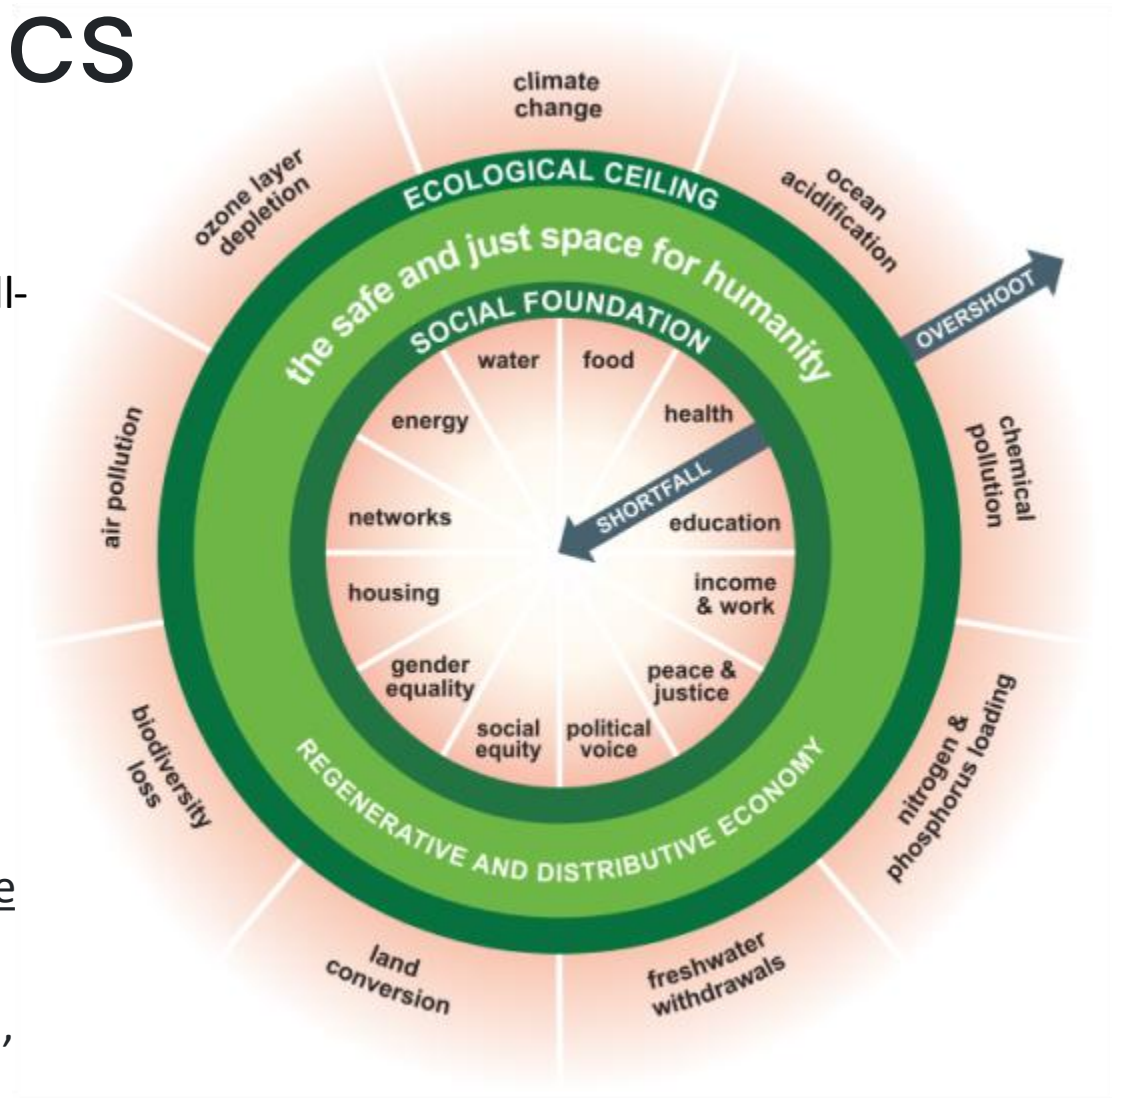 cs
ll-
e
,
climate
change
ocean
acidification
chemical
pollution
nitrogen &
phosphorus loading
freshwater
withdrawals
land
conversion
biodiversity
loss
air pollution
ozone layer
depletion
ECOLOGICAL CEILING
the safe and just space for humanity
SOCIAL FOUNDATION
OVERSHOOT
water
food
health
SHORTFALL
education
income
& work
peace &
justice
political
voice
social
equity
gender
equality
housing
networks
energy
REGENERATIVE AND DISTRIBUTIVE ECONOMY